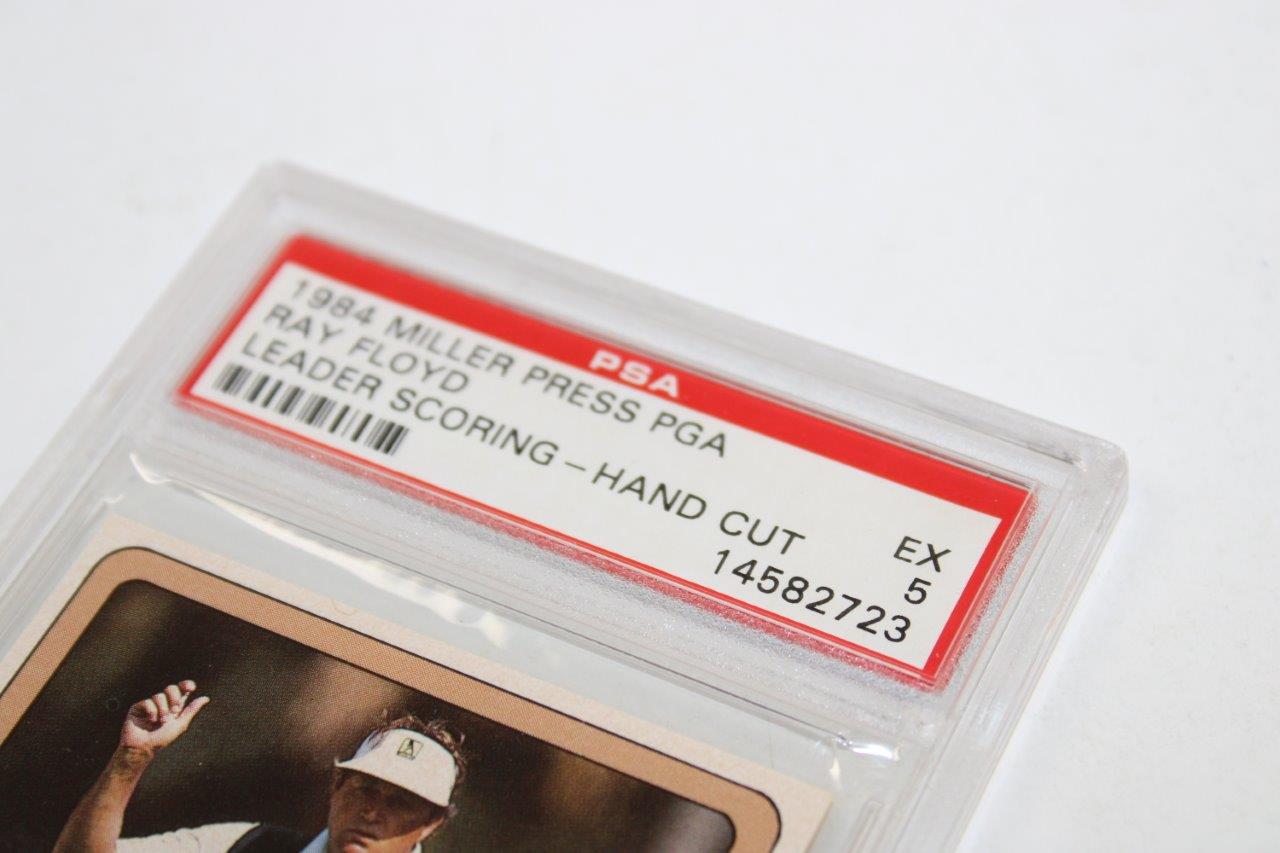 PSA
1984 MILLER PRESS PGA
RAY FLOYD
LEADER SCORING - HAND CUT
EX
5
14582723